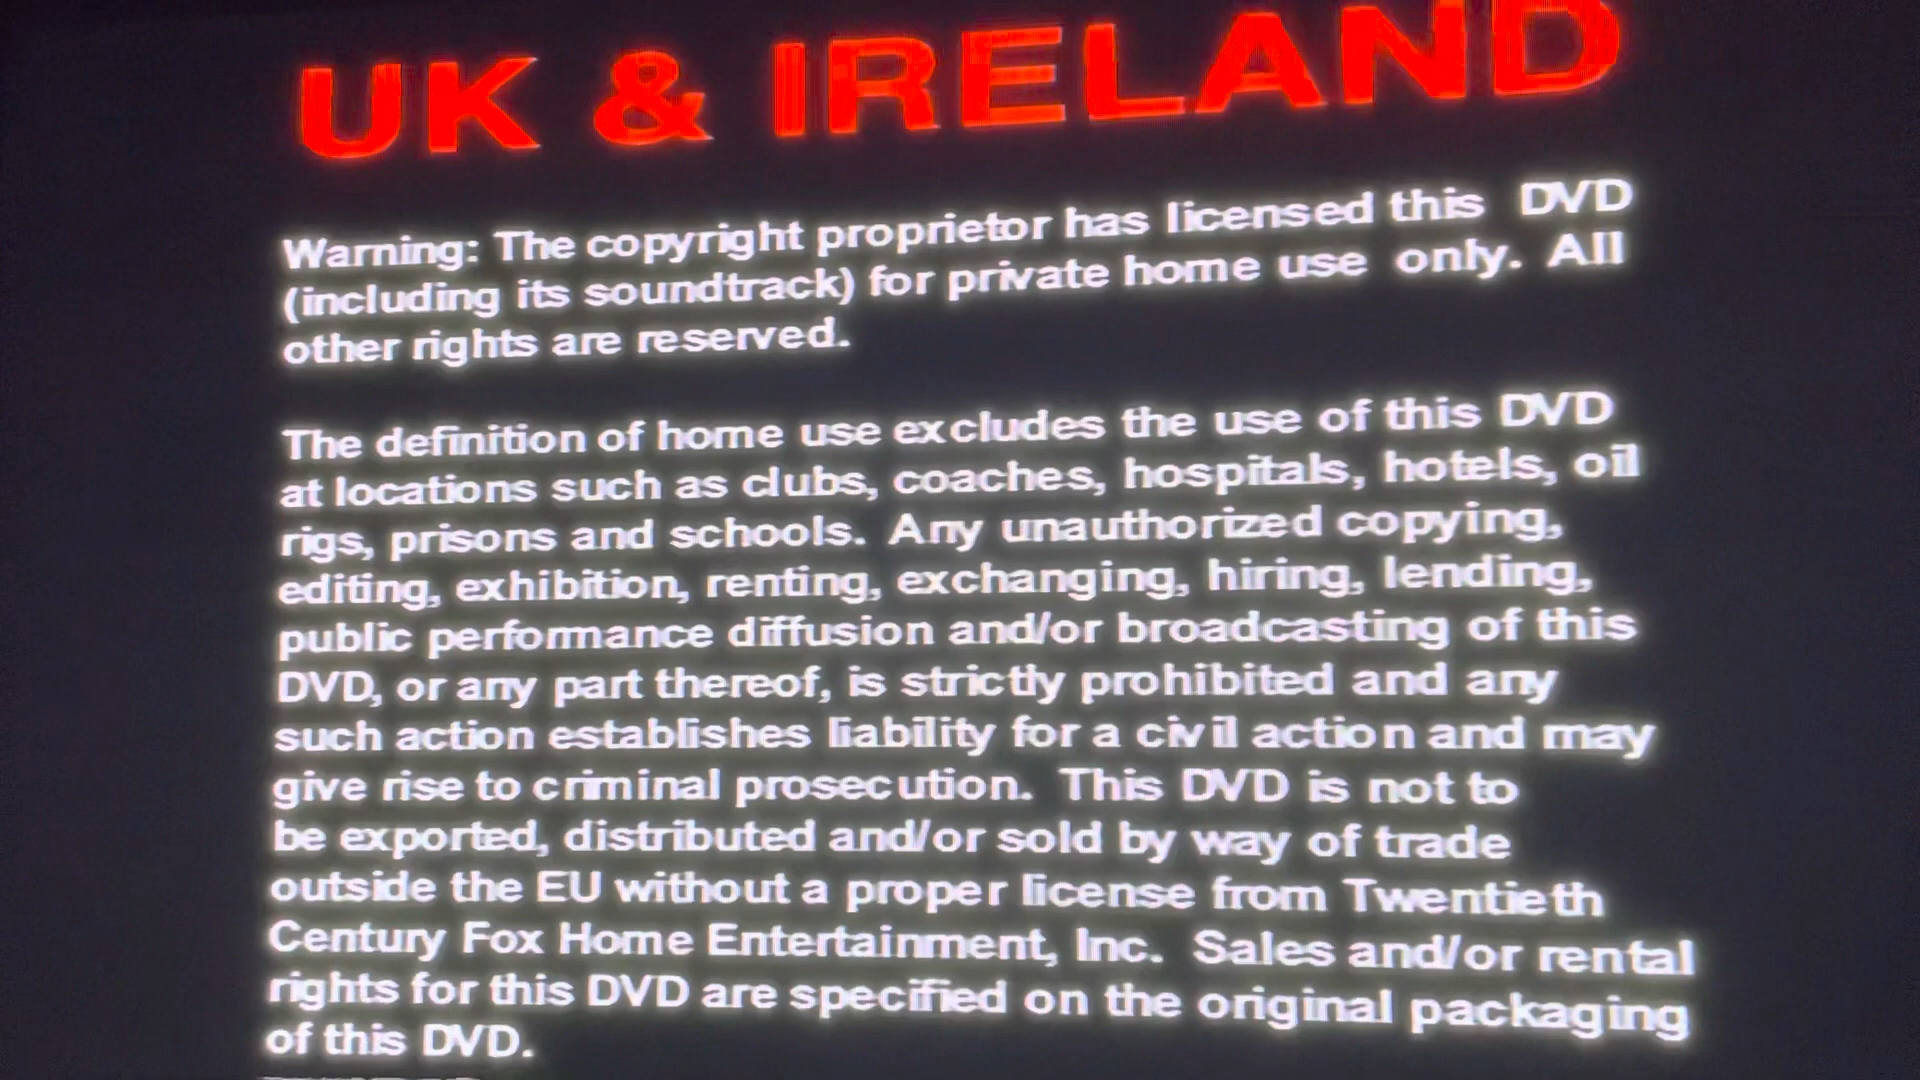 UK & IRELAND
Warning: The copyright proprietor has licensed this DVD
(including its soundtrack) for private home use only. All
other rights are reserved.
The definition of home use excludes the use of this DVD
at locations such as clubs, coaches, hospitals, hotels, oil
rigs, prisons and schools. Any unauthorized copying,
editing, exhibition, renting, exchanging, hiring, lending,
public performance diffusion and/or broadcasting of this
DVD, or any part thereof, is strictly prohibited and any
such action establishes liability for a civil action and may
give rise to criminal prosecution. This DVD is not to
be exported, distributed and/or sold by way of trade
outside the EU without a proper license from Twentieth
Century Fox Home Entertainment, Inc. Sales and/or rental
rights for this DVD are specified on the original packaging
of this DVD.